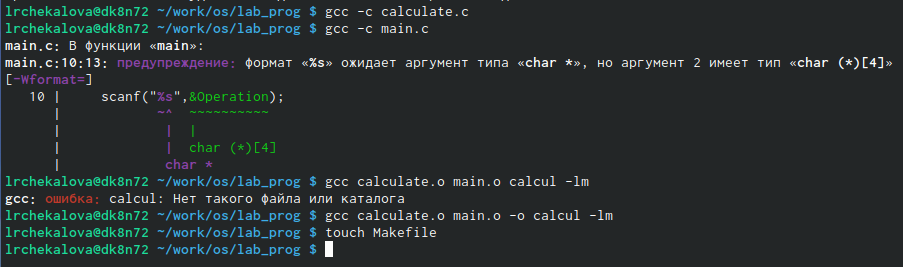 lrchekalova@dk8n72 ~/work/os/lab_prog $ gcc -c calculate.c
lrchekalova@dk8n72 ~/work/os/lab_prog $ gcc -c main.c
main.c: В функции «main»:
main.c:10:13: предупреждение: формат «%s» ожидает аргумент типа «char *», но аргумент 2 имеет тип «char (*)[4]»
[-Wformat=]
   10 |     scanf("%s",&Operation);
      |            ~^  ~~~~~~~~~~
      |             |  |
      |             |  char (*)[4]
      |             char *
lrchekalova@dk8n72 ~/work/os/lab_prog $ gcc calculate.o main.o calcul -lm
gcc: ошибка: calcul: Нет такого файла или каталога
lrchekalova@dk8n72 ~/work/os/lab_prog $ gcc calculate.o main.o -o calcul -lm
lrchekalova@dk8n72 ~/work/os/lab_prog $ touch Makefile
lrchekalova@dk8n72 ~/work/os/lab_prog $